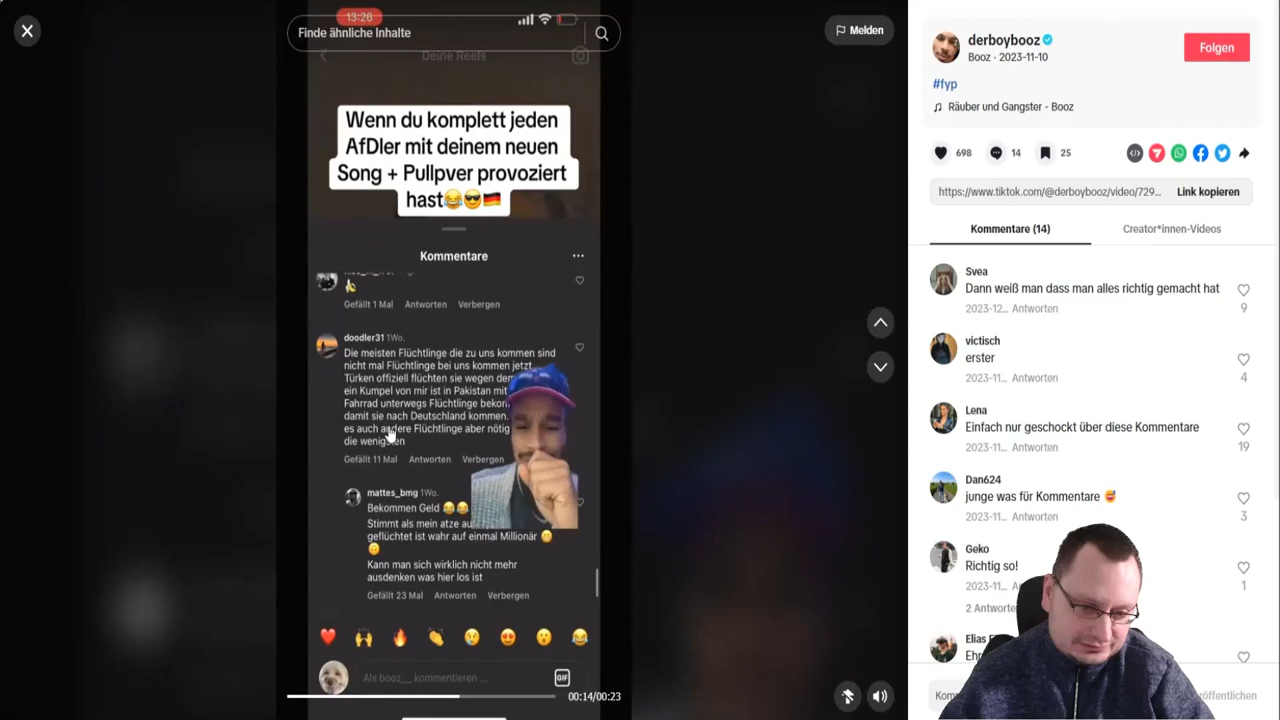 13:26
Finde ähnliche Inhalte
Deine Reels
Wenn du komplett jeden
AfDler mit deinem neuen
Song + Pullpver provoziert
hast😂😎🇩🇪
Kommentare
Gefällt 1 Mal Antworten Verbergen
doodler31 1Wo.
Die meisten Flüchtlinge die zu uns kommen sind
nicht mal Flüchtlinge bei uns kommen jetzt
Türken offiziell flüchten sie wegen dem
ein Kumpel von mir ist in Pakistan mit
Fahrrad unterwegs Flüchtlinge
damit sie nach Deutschland kommen.
es auch andere Flüchtlinge aber nötig
die wenigsten
Gefällt 11 Mal Antworten Verbergen
mattes_bmg 1Wo.
Bekommen Geld 😂😂
Stimmt als mein atze
geflüchtet ist wahr auf einmal Millionär
Kann man sich wirklich nicht mehr
ausdenken was hier los ist
Gefällt 23 Mal Antworten Verbergen
Als booz__ kommentieren ...
GIF
00:14/00:23
Melden
derboybooz
Booz · 2023-11-10
Folgen
#fyp
♫ Räuber und Gangster - Booz
698 14 25
https://www.tiktok.com/@derboybooz/video/729...
Link kopieren
Kommentare (14)
Creator*innen-Videos
Svea
Dann weiß man dass man alles richtig gemacht hat
2023-12... Antworten
9
victisch
erster
2023-11... Antworten
4
Lena
Einfach nur geschockt über diese Kommentare
2023-11... Antworten
19
Dan624
junge was für Kommentare 😅
2023-11... Antworten
3
Geko
Richtig so!
2023-11...
1
Elias